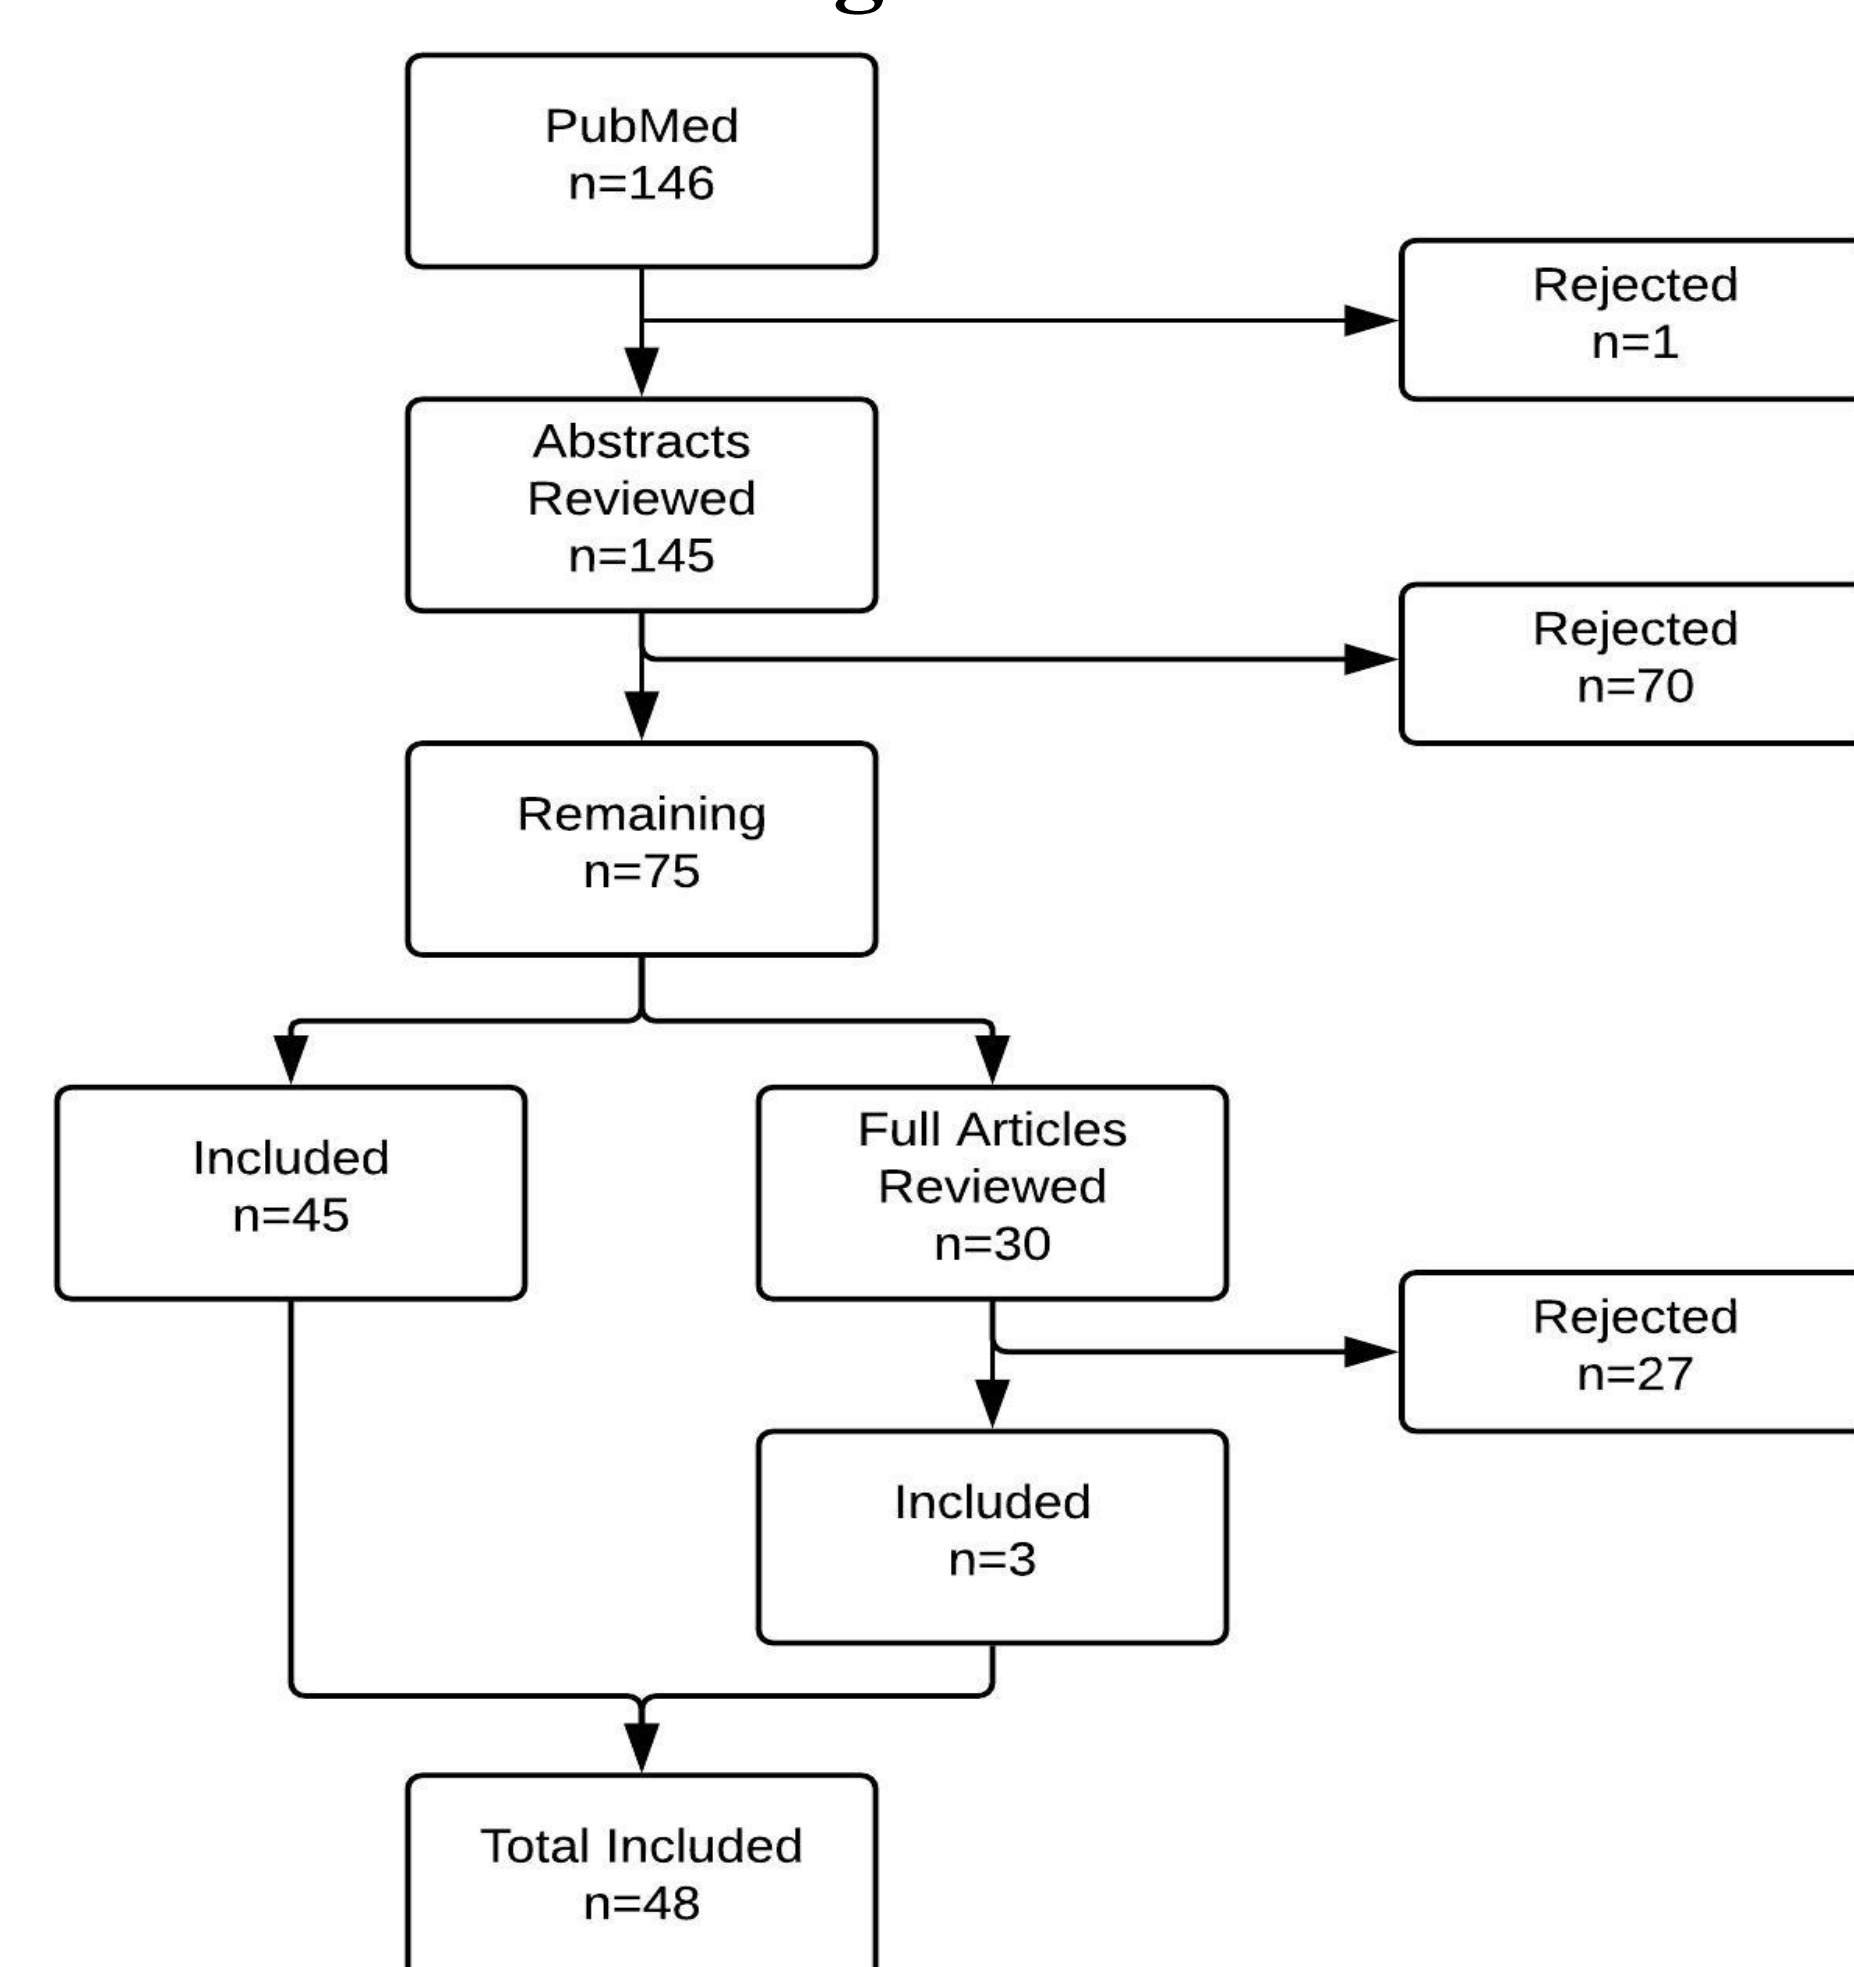 PubMed
n=146
Rejected
n=1
Abstracts
Reviewed
n=145
Rejected
n=70
Remaining
n=75
Included
n=45
Full Articles
Reviewed
n=30
Rejected
n=27
Included
n=3
Total Included
n=48